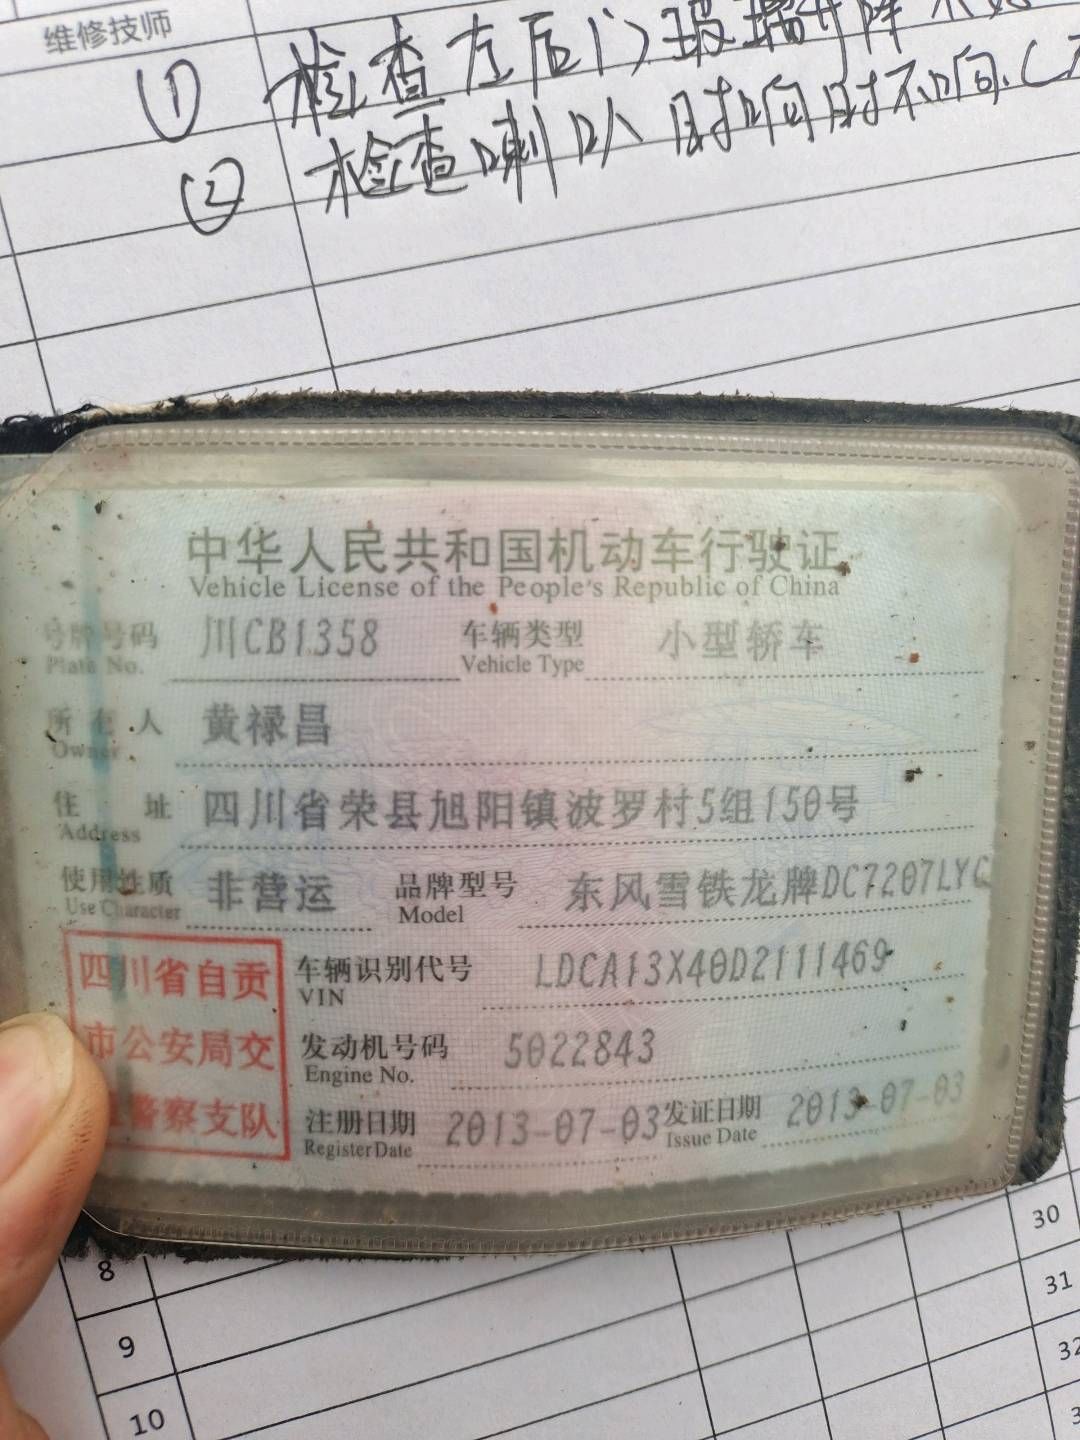 维修技师
① 检查左后门玻璃升降不
② 检查喇叭时响时不响.(
中华人民共和国机动车行驶证
Vehicle License of the People's Republic of China
号牌号码 川CB1358 车辆类型 小型轿车
Plate No. Vehicle Type
所有人 黄禄昌
Owner
住址 四川省荣县旭阳镇波罗村5组150号
Address
使用性质 非营运 品牌型号 东风雪铁龙牌DC7207LYC
Use Character Model
四川省自贡
市公安局交
警察支队
车辆识别代号 LDCA13X40D2111469
VIN
发动机号码 5022843
Engine No.
注册日期 2013-07-03 发证日期 2013-07-03
Register Date Issue Date
8
9
10
30
31
32